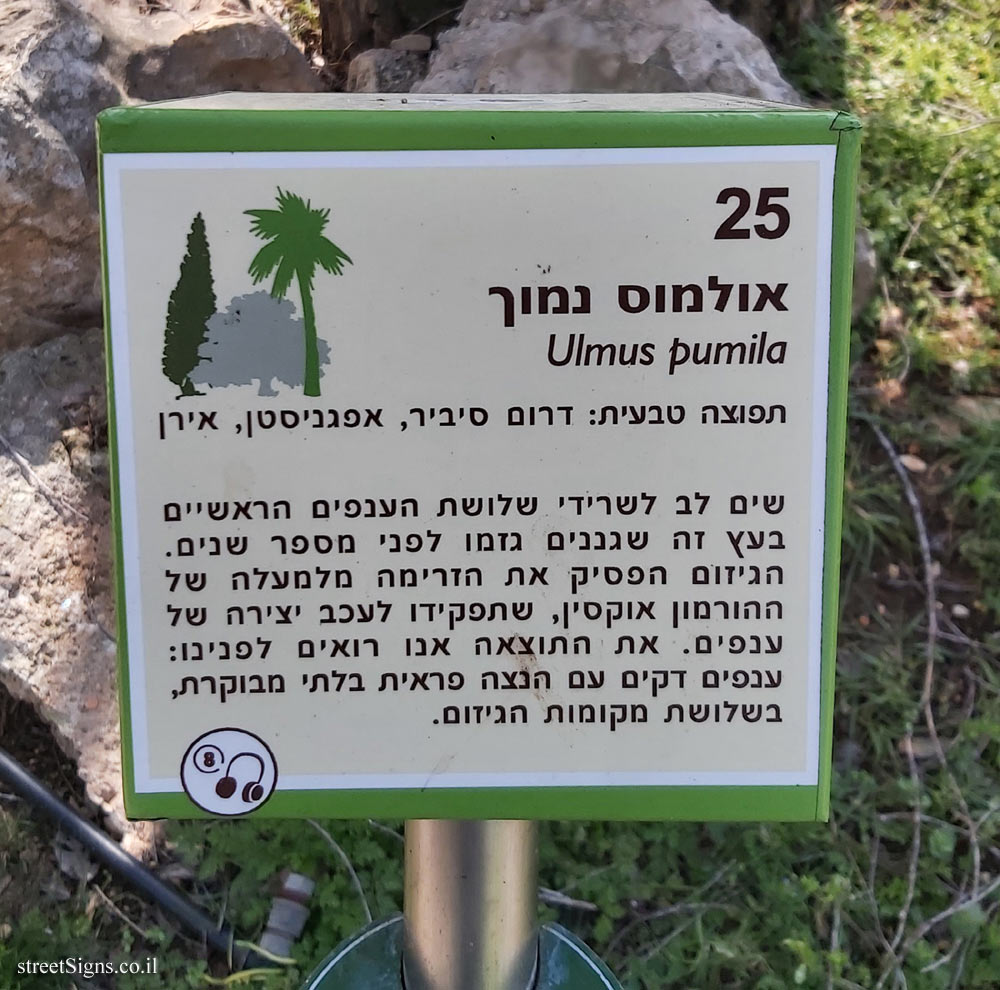 25
אולמוס נמוך
Ulmus pumila
תפוצה טבעית: דרום סיביר, אפגניסטן, אירן
שים לב לשרידי שלושת הענפים הראשיים
בעץ זה שגננים גזמו לפני מספר שנים.
הגיזום הפסיק את הזרימה מלמעלה של
ההורמון אוקסין, שתפקידו לעכב יצירה של
ענפים. את התוצאה אנו רואים לפנינו:
ענפים דקים עם הנצה פראית בלתי מבוקרת,
בשלושת מקומות הגיזום.
8
streetSigns.co.il